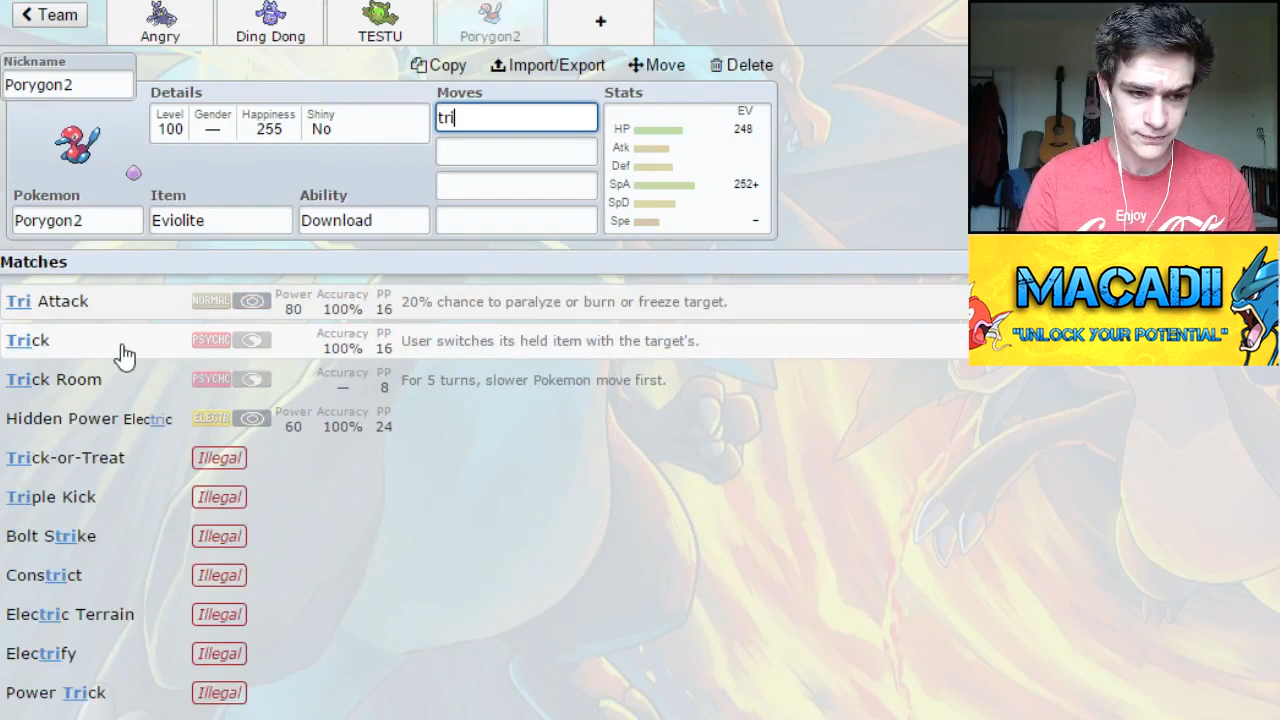 Team
Angry
Ding Dong
TESTU
Porygon2
+
Nickname
Porygon2
Copy
Import/Export
Move
Delete
Details
Level
100
Gender
—
Happiness
255
Shiny
No
Moves
tri
Stats
EV
HP 248
Atk
Def
SpA 252+
SpD
Spe -
Pokemon
Porygon2
Item
Eviolite
Ability
Download
Matches
Tri Attack NORMAL Power 80 Accuracy 100% PP 16 20% chance to paralyze or burn or freeze target.
Trick PSYCHC Accuracy 100% PP 16 User switches its held item with the target's.
Trick Room PSYCHC Accuracy — PP 8 For 5 turns, slower Pokemon move first.
Hidden Power Electric ELECTR Power 60 Accuracy 100% PP 24
Trick-or-Treat Illegal
Triple Kick Illegal
Bolt Strike Illegal
Constrict Illegal
Electric Terrain Illegal
Electrify Illegal
Power Trick Illegal
Enjoy
MACADII
"UNLOCK YOUR POTENTIAL"